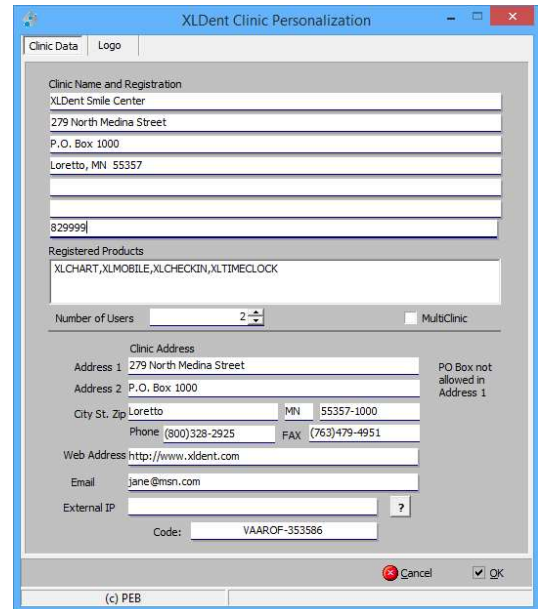 XLDent Clinic Personalization
Clinic Data Logo
Clinic Name and Registration
XLDent Smile Center
279 North Medina Street
P.O. Box 1000
Loretto, MN 55357
829999
Registered Products
XLCHART,XLMOBILE,XLCHECKIN,XLTIMECLOCK
Number of Users 2 MultiClinic
Clinic Address
Address 1 279 North Medina Street PO Box not
allowed in
Address 1
Address 2 P.O. Box 1000
City St. Zip Loretto MN 55357-1000
Phone (800)328-2925 FAX (763)479-4951
Web Address http://www.xldent.com
Email jane@msn.com
External IP ?
Code: VAAROF-353586
Cancel OK
(c) PEB